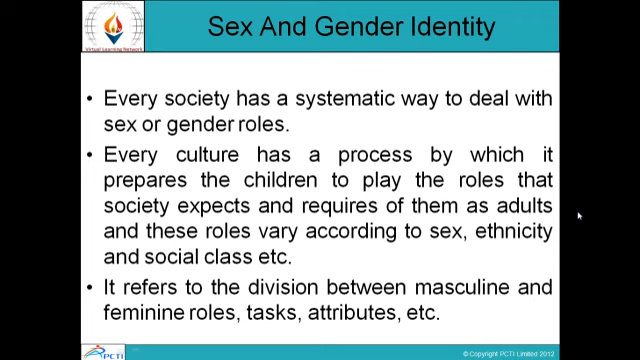 Sex And Gender Identity
Virtual Learning Network
• Every society has a systematic way to deal with
sex or gender roles.
• Every culture has a process by which it
prepares the children to play the roles that
society expects and requires of them as adults
and these roles vary according to sex, ethnicity
and social class etc.
• It refers to the division between masculine and
feminine roles, tasks, attributes, etc.
PCTI
© Copyright PCTI Limited 2012